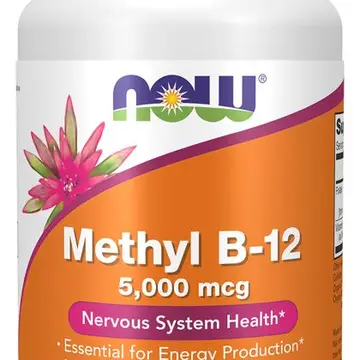 NOW®
Methyl B-12
5,000 mcg
Nervous System Health*
• Essential for Energy Production*